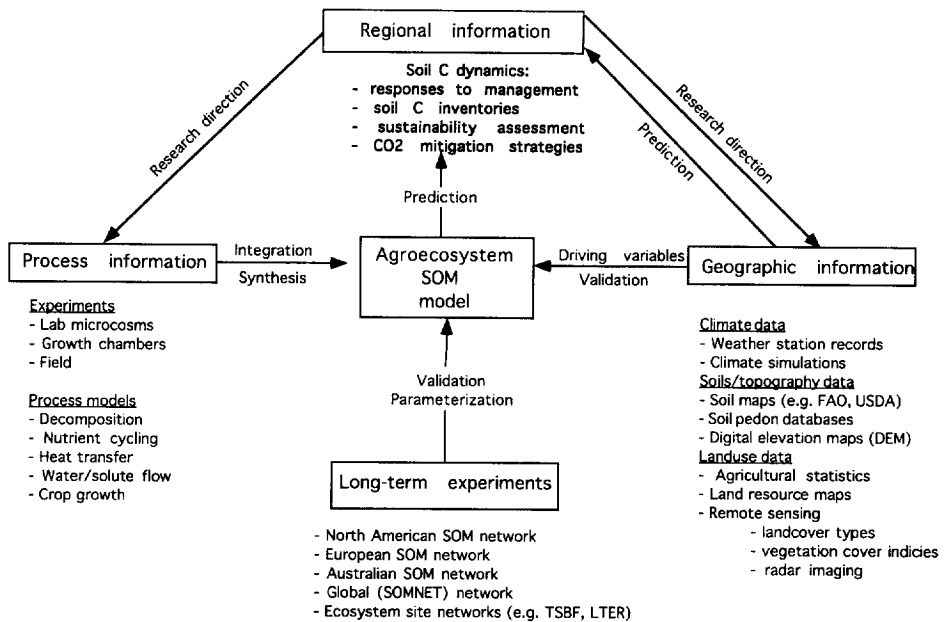 Regional information
Soil C dynamics:
- responses to management
- soil C inventories
- sustainability assessment
- CO2 mitigation strategies
Research direction
Prediction
Research direction
Prediction
Process information
Integration
Synthesis
Agroecosystem
SOM
model
Driving variables
Validation
Geographic information
Experiments
- Lab microcosms
- Growth chambers
- Field
Process models
- Decomposition
- Nutrient cycling
- Heat transfer
- Water/solute flow
- Crop growth
Validation
Parameterization
Long-term experiments
- North American SOM network
- European SOM network
- Australian SOM network
- Global (SOMNET) network
- Ecosystem site networks (e.g. TSBF, LTER)
Climate data
- Weather station records
- Climate simulations
Soils/topography data
- Soil maps (e.g. FAO, USDA)
- Soil pedon databases
- Digital elevation maps (DEM)
Landuse data
- Agricultural statistics
- Land resource maps
- Remote sensing
- landcover types
- vegetation cover indicies
- radar imaging